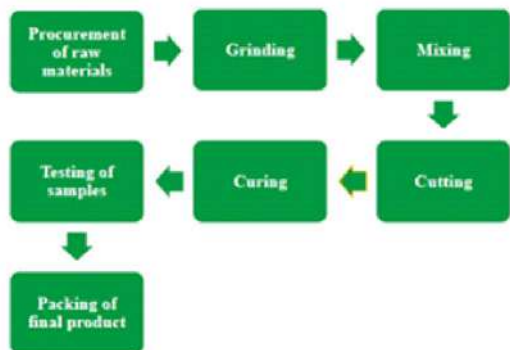 Procurement
of raw
materials
Grinding
Mixing
Cutting
Curing
Testing of
samples
Packing of
final product